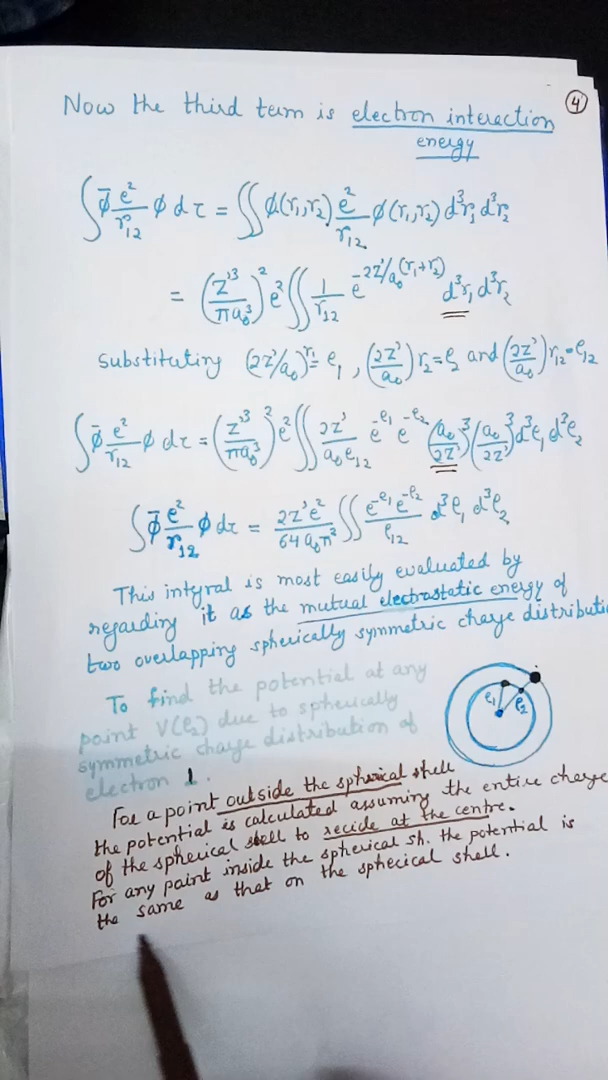 Now the third term is electron interaction
energy
④
∫ϕ̄ e²/r₁₂ ϕ dτ = ∬ϕ(r₁,r₂) e²/r₁₂ ϕ(r₁,r₂) d³r₁ d³r₂
= (Z'³/πa₀³)² e² ∬ 1/r₁₂ e^(-2Z'/a₀(r₁+r₂)) d³r₁ d³r₂
Substituting (2Z'/a₀)r₁ = ρ₁, (2Z'/a₀) r₂ = ρ₂ and (2Z'/a₀) r₁₂ = ρ₁₂
∫ϕ̄ e²/r₁₂ ϕ dτ = (Z'³/πa₀³)² e² ∬ 2Z'/a₀ρ₁₂ e^(-ρ₁) e^(-ρ₂) (a₀/2Z')³ (a₀/2Z')³ d³ρ₁ d³ρ₂
∫ϕ̄ e²/r₁₂ ϕ dτ = 2Z'e²/64a₀π² ∬ e^(-ρ₁) e^(-ρ₂)/ρ₁₂ d³ρ₁ d³ρ₂
This integral is most easily evaluated by
regarding it as the mutual electrostatic energy of
two overlapping spherically symmetric charge distributio
To find the potential at any
point V(ρ₂) due to spherically
symmetric charge distribution of
electron 1.
ρ₁ ρ₂
For a point outside the spherical shell
the potential is calculated assuming the entire charge
of the spherical shell to recide at the centre.
For any point inside the spherical sh. the potential is
the same as that on the spherical shell.